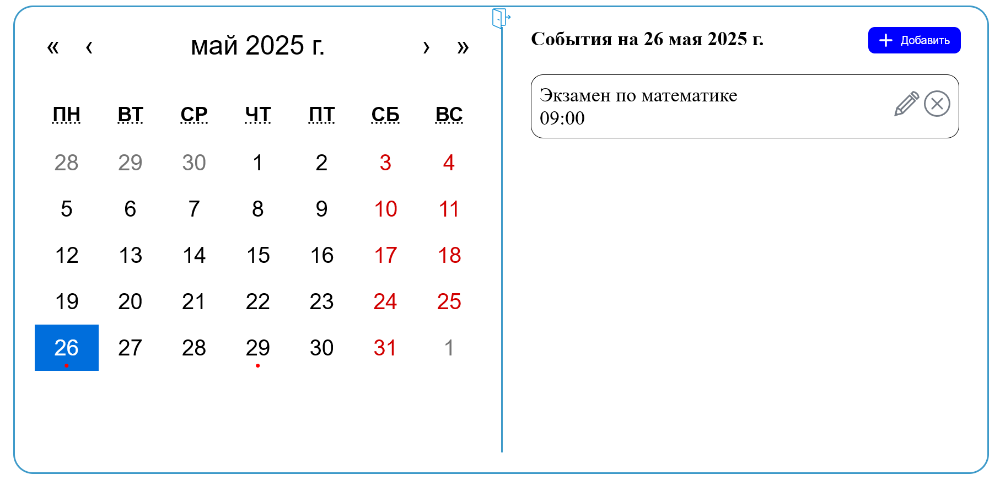 « ‹ май 2025 г. › »
ПН ВТ СР ЧТ ПТ СБ ВС
28 29 30 1 2 3 4
5 6 7 8 9 10 11
12 13 14 15 16 17 18
19 20 21 22 23 24 25
26 27 28 29 30 31 1
События на 26 мая 2025 г.
Добавить
Экзамен по математике
09:00